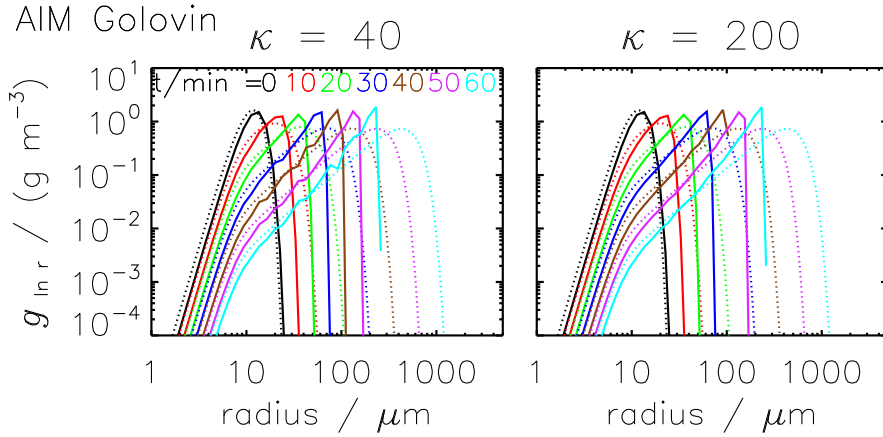 AIM Golovin
κ = 40
κ = 200
g ln r / (g m⁻³)
10¹
10⁰
10⁻¹
10⁻²
10⁻³
10⁻⁴
t/min =0 10 20 30 40 50 60
1 10 100 1000
1 10 100 1000
radius / μm
radius / μm